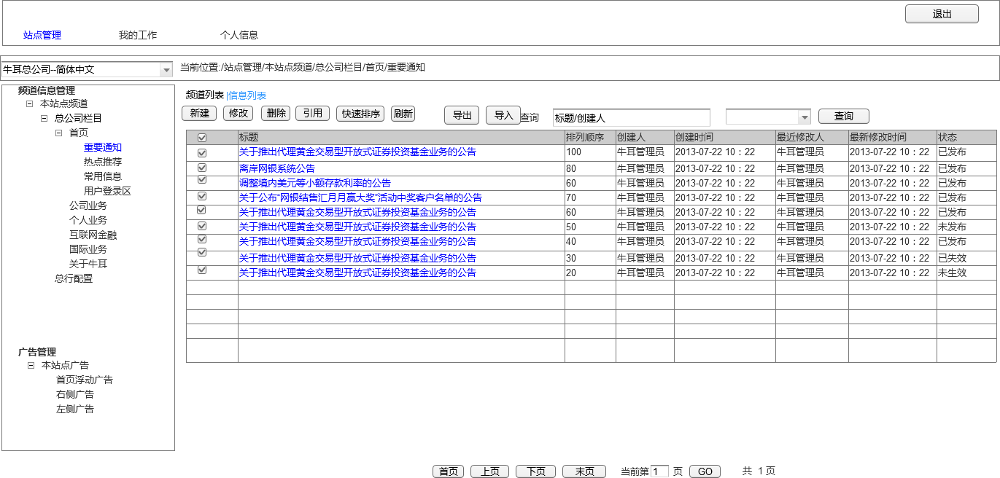 退出
站点管理 我的工作 个人信息
牛耳总公司--简体中文 当前位置:/站点管理/本站点频道/总公司栏目/首页/重要通知
频道信息管理
本站点频道
总公司栏目
首页
重要通知
热点推荐
常用信息
用户登录区
公司业务
个人业务
互联网金融
国际业务
关于牛耳
总行配置
广告管理
本站点广告
首页浮动广告
右侧广告
左侧广告
频道列表 |信息列表
新建 修改 删除 引用 快速排序 刷新 导出 导入 查询 标题/创建人 查询
标题 排列顺序 创建人 创建时间 最近修改人 最新修改时间 状态
关于推出代理黄金交易型开放式证券投资基金业务的公告 100 牛耳管理员 2013-07-22 10：22 牛耳管理员 2013-07-22 10：22 已发布
离岸网银系统公告 80 牛耳管理员 2013-07-22 10：22 牛耳管理员 2013-07-22 10：22 已发布
调整境内美元等小额存款利率的公告 60 牛耳管理员 2013-07-22 10：22 牛耳管理员 2013-07-22 10：22 已发布
关于公布“网银结售汇月月赢大奖”活动中奖客户名单的公告 70 牛耳管理员 2013-07-22 10：22 牛耳管理员 2013-07-22 10：22 已发布
关于推出代理黄金交易型开放式证券投资基金业务的公告 60 牛耳管理员 2013-07-22 10：22 牛耳管理员 2013-07-22 10：22 已发布
关于推出代理黄金交易型开放式证券投资基金业务的公告 50 牛耳管理员 2013-07-22 10：22 牛耳管理员 2013-07-22 10：22 未发布
关于推出代理黄金交易型开放式证券投资基金业务的公告 40 牛耳管理员 2013-07-22 10：22 牛耳管理员 2013-07-22 10：22 已发布
关于推出代理黄金交易型开放式证券投资基金业务的公告 30 牛耳管理员 2013-07-22 10：22 牛耳管理员 2013-07-22 10：22 已失效
关于推出代理黄金交易型开放式证券投资基金业务的公告 20 牛耳管理员 2013-07-22 10：22 牛耳管理员 2013-07-22 10：22 未生效
首页 上页 下页 末页 当前第 1 页 GO 共 1 页